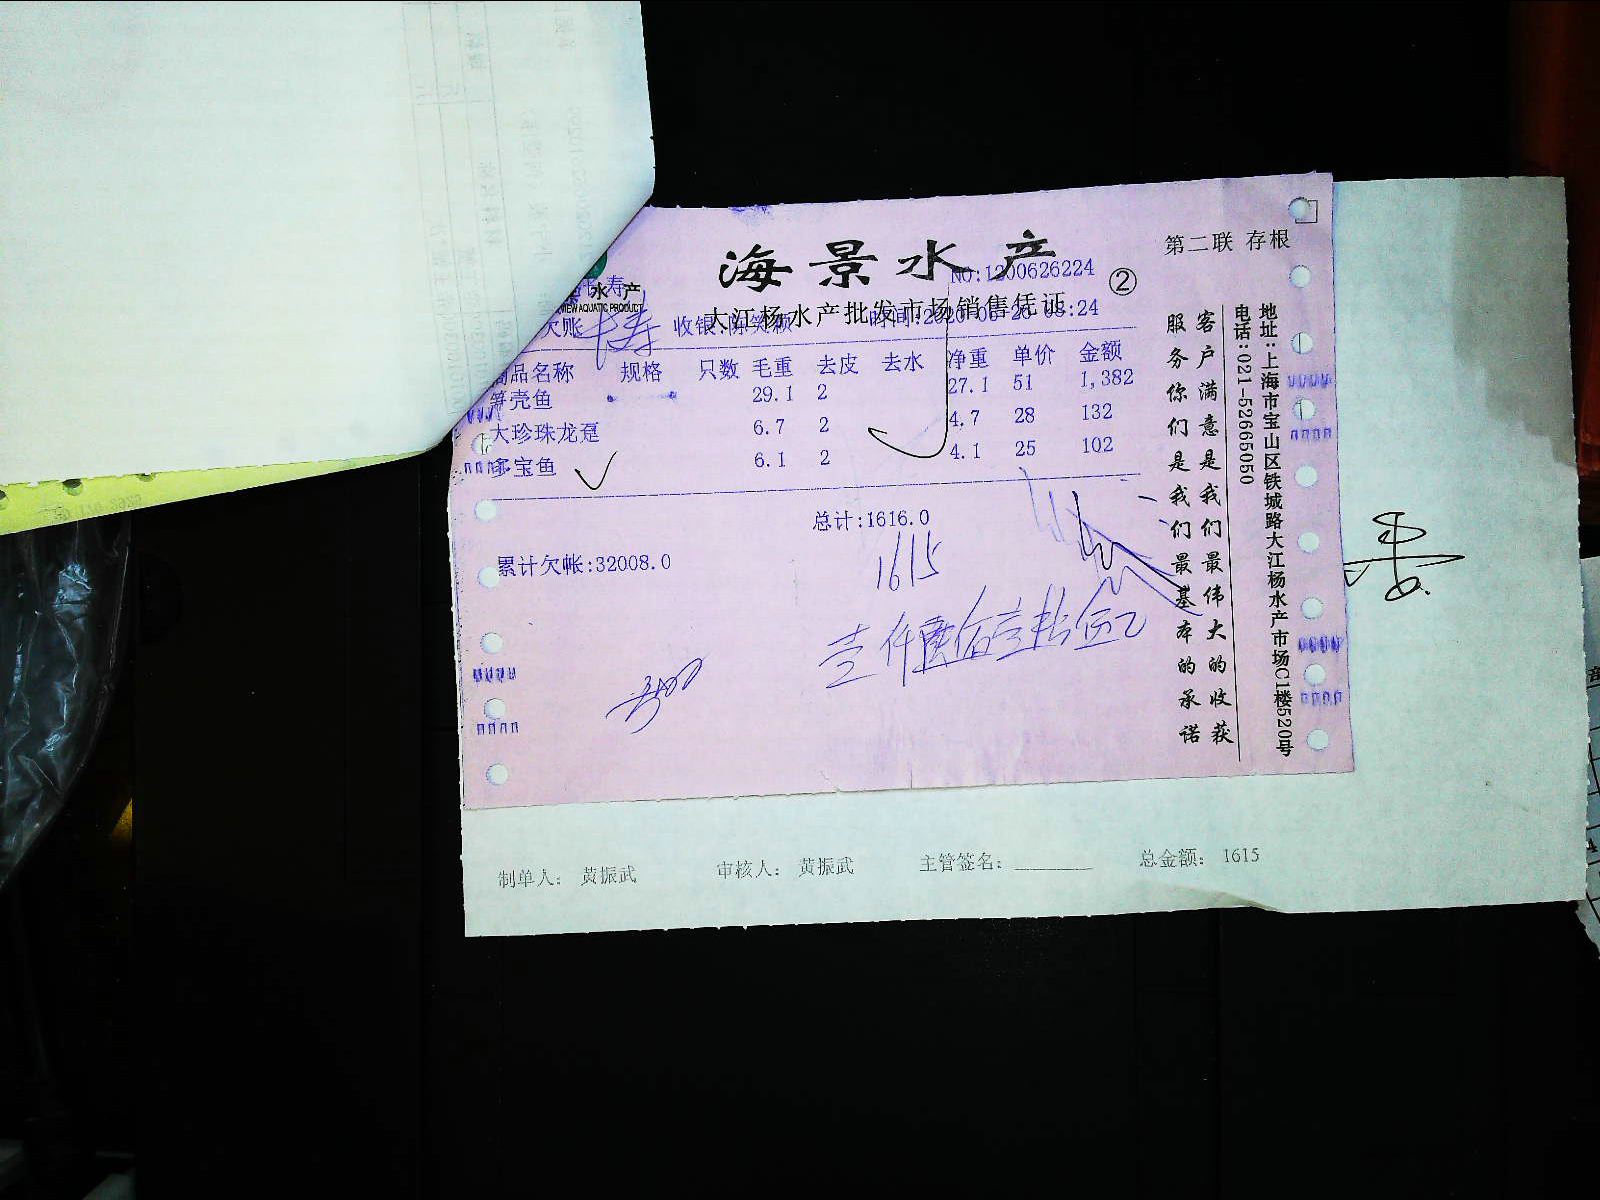 第二联 存根
海景水产
NO:1200626224
②
水产
VIEW AQUATIC PRODUCT
大江杨水产批发市场销售凭证
欠账
收银:陈笑颖
商品名称 规格 只数 毛重 去皮 去水 净重 单价 金额
笋壳鱼 29.1 2 27.1 51 1,382
大珍珠龙趸 6.7 2 4.7 28 132
多宝鱼 6.1 2 4.1 25 102
总计:1616.0
1615
累计欠帐:32008.0
客户满意是我们最伟大的收获
服务你们是我们最基本的承诺
地址:上海市宝山区铁城路大江杨水产市场C1楼520号
电话:021-52665050
制单人: 黄振武 审核人: 黄振武 主管签名: 总金额: 1615